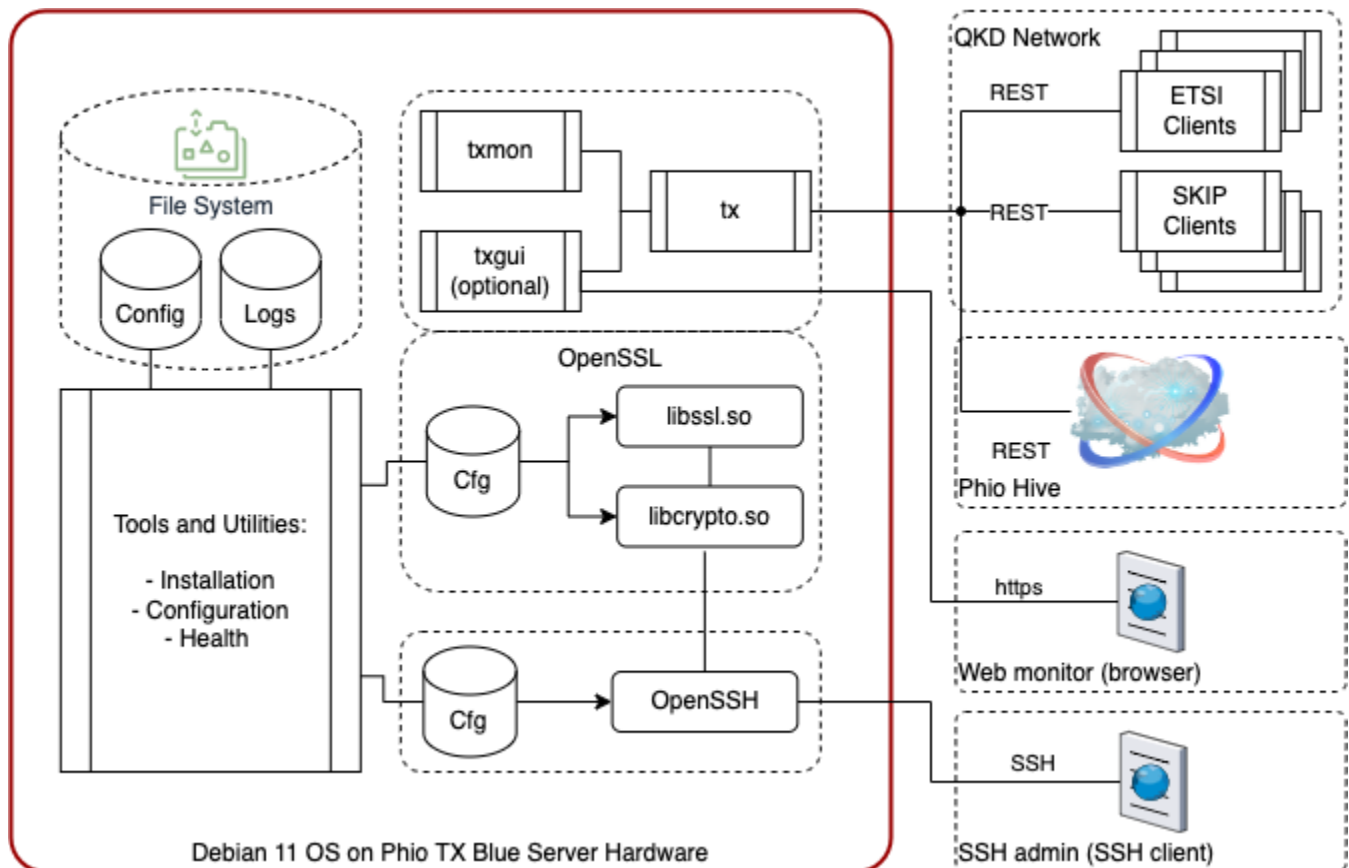 QKD Network
REST
ETSI
Clients
REST
SKIP
Clients
txmon
tx
txgui
(optional)
File System
Config
Logs
OpenSSL
libssl.so
Cfg
libcrypto.so
REST
Phio Hive
Tools and Utilities:
- Installation
- Configuration
- Health
https
Web monitor (browser)
Cfg
OpenSSH
SSH
SSH admin (SSH client)
Debian 11 OS on Phio TX Blue Server Hardware